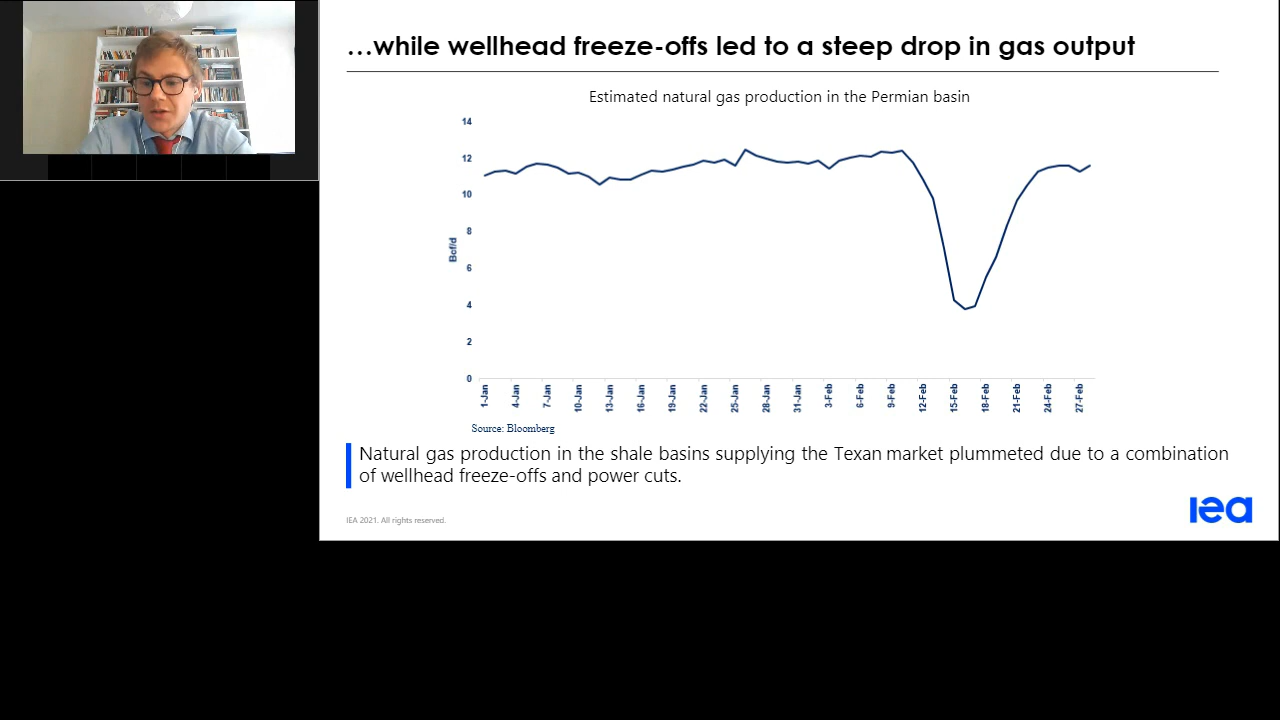 …while wellhead freeze-offs led to a steep drop in gas output
Estimated natural gas production in the Permian basin
14
12
10
8
6
4
2
0
Bcf/d
1-Jan
4-Jan
7-Jan
10-Jan
13-Jan
16-Jan
19-Jan
22-Jan
25-Jan
28-Jan
31-Jan
3-Feb
6-Feb
9-Feb
12-Feb
15-Feb
18-Feb
21-Feb
24-Feb
27-Feb
Source: Bloomberg
Natural gas production in the shale basins supplying the Texan market plummeted due to a combination
of wellhead freeze-offs and power cuts.
IEA 2021. All rights reserved.
iea